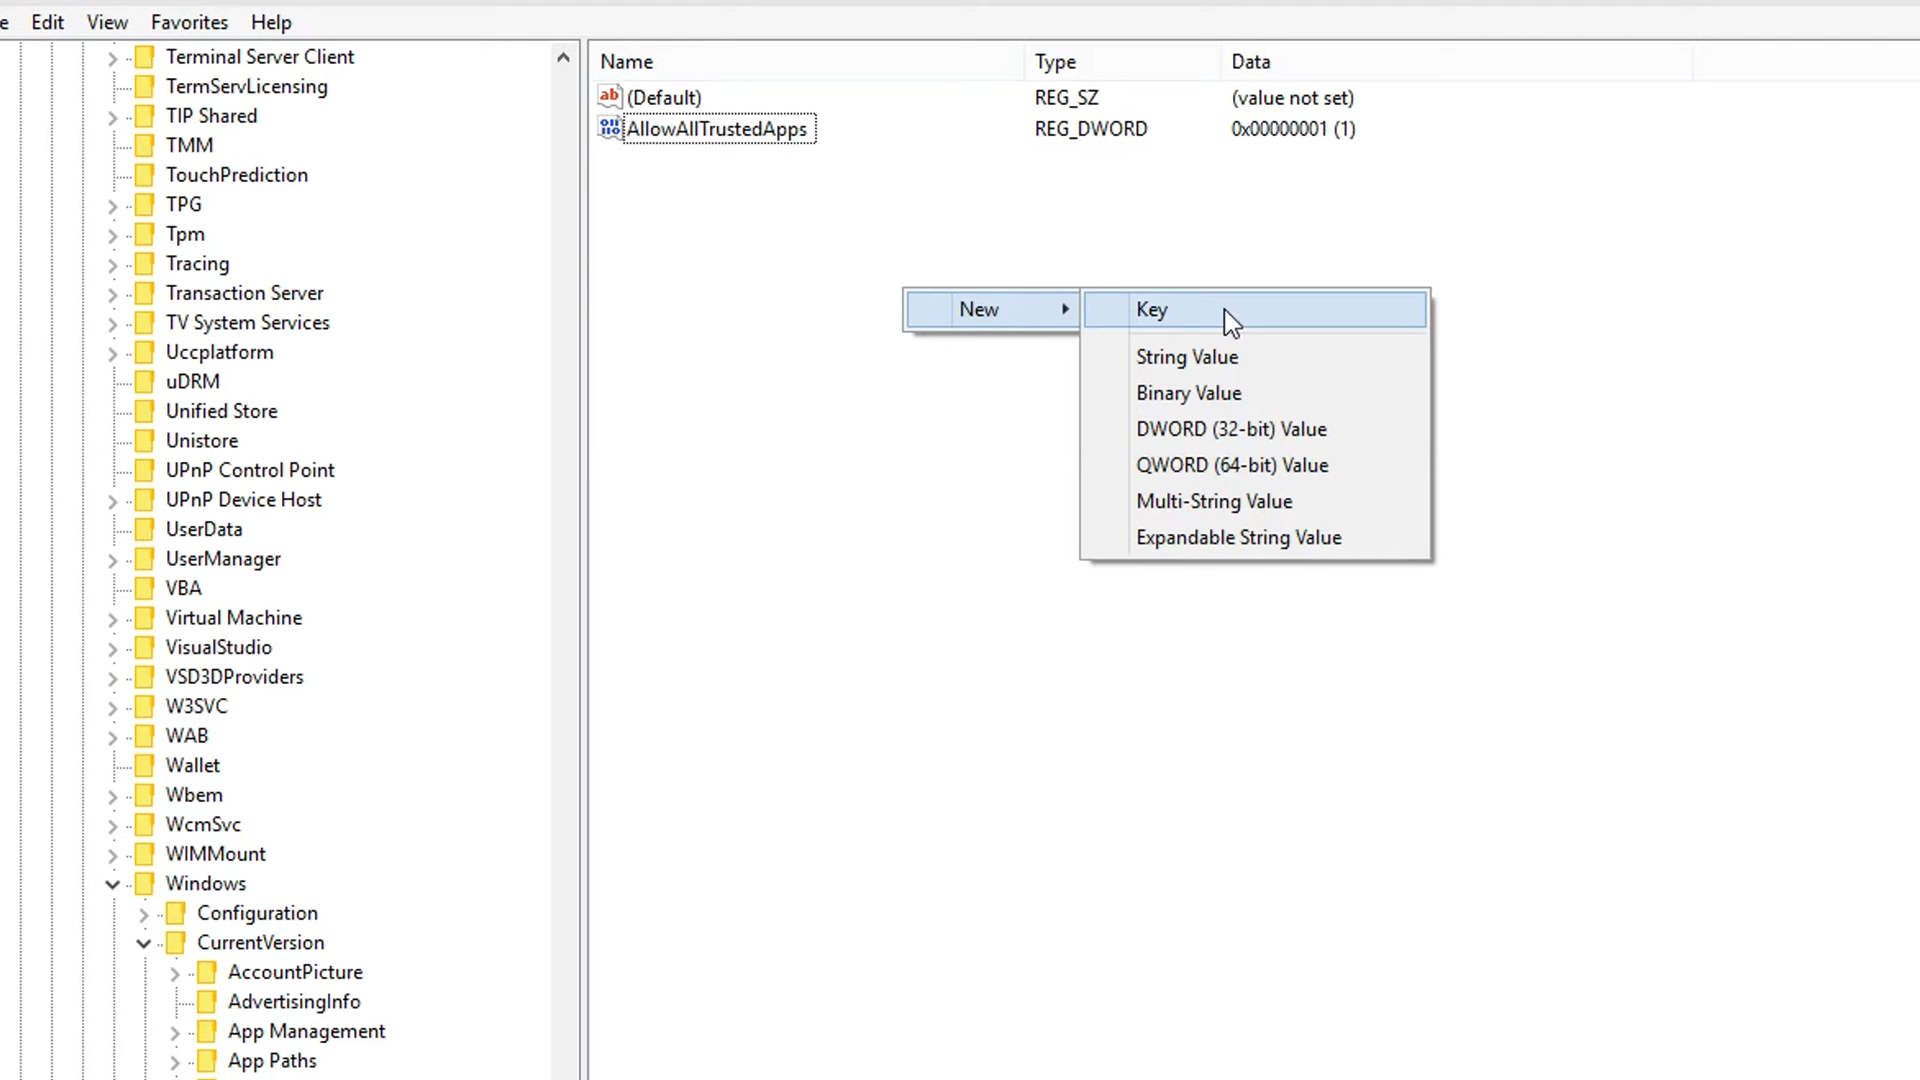 e Edit View Favorites Help
Terminal Server Client
TermServLicensing
TIP Shared
TMM
TouchPrediction
TPG
Tpm
Tracing
Transaction Server
TV System Services
Uccplatform
uDRM
Unified Store
Unistore
UPnP Control Point
UPnP Device Host
UserData
UserManager
VBA
Virtual Machine
VisualStudio
VSD3DProviders
W3SVC
WAB
Wallet
Wbem
WcmSvc
WIMMount
Windows
Configuration
CurrentVersion
AccountPicture
AdvertisingInfo
App Management
App Paths
Name Type Data
ab (Default) REG_SZ (value not set)
AllowAllTrustedApps REG_DWORD 0x00000001 (1)
New
Key
String Value
Binary Value
DWORD (32-bit) Value
QWORD (64-bit) Value
Multi-String Value
Expandable String Value